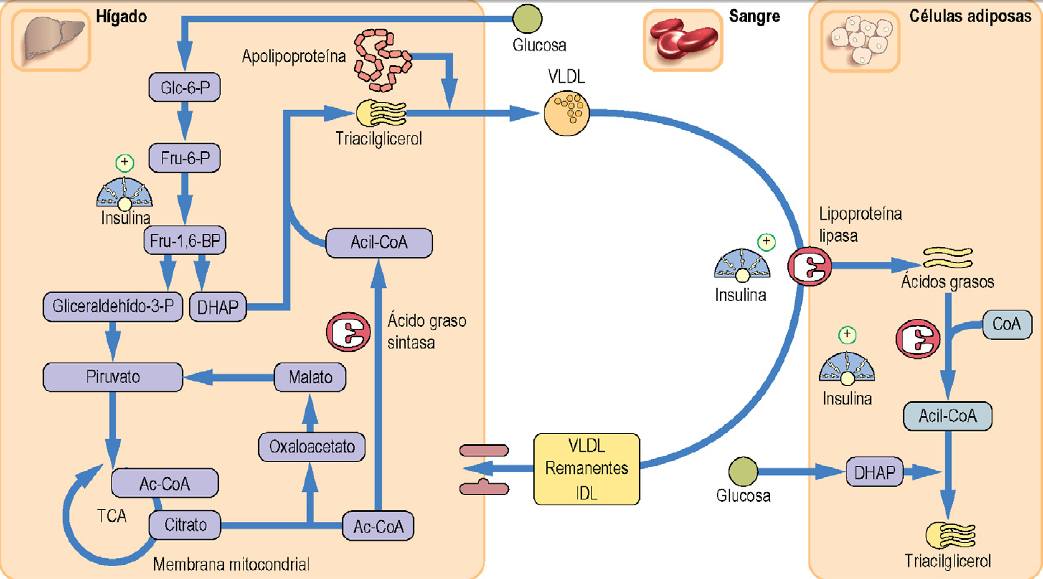 Hígado
Glucosa
Apolipoproteína
Glc-6-P
Triacilglicerol
Fru-6-P
+
Insulina
Fru-1,6-BP
Acil-CoA
Gliceraldehído-3-P
DHAP
Ácido graso
sintasa
Piruvato
Malato
Oxaloacetato
Ac-CoA
TCA
Citrato
Ac-CoA
Membrana mitocondrial
Sangre
VLDL
+
Insulina
Lipoproteína
lipasa
VLDL
Remanentes
IDL
Células adiposas
Ácidos grasos
CoA
+
Insulina
Acil-CoA
Glucosa
DHAP
Triacilglicerol